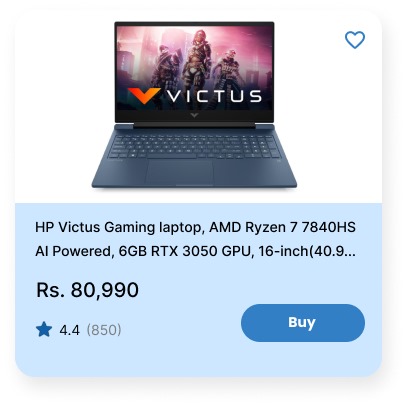 VICTUS
HP Victus Gaming laptop, AMD Ryzen 7 7840HS
AI Powered, 6GB RTX 3050 GPU, 16-inch(40.9...
Rs. 80,990
4.4 (850)
Buy